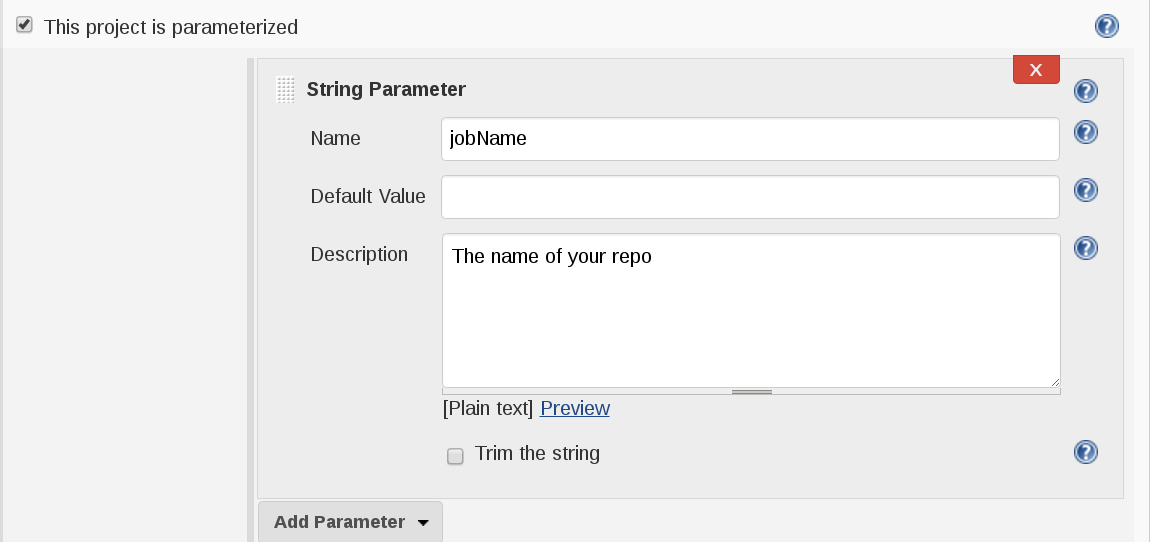 This project is parameterized
?
X
String Parameter
?
Name
jobName
?
Default Value
?
Description
The name of your repo
?
[Plain text] Preview
Trim the string
?
Add Parameter